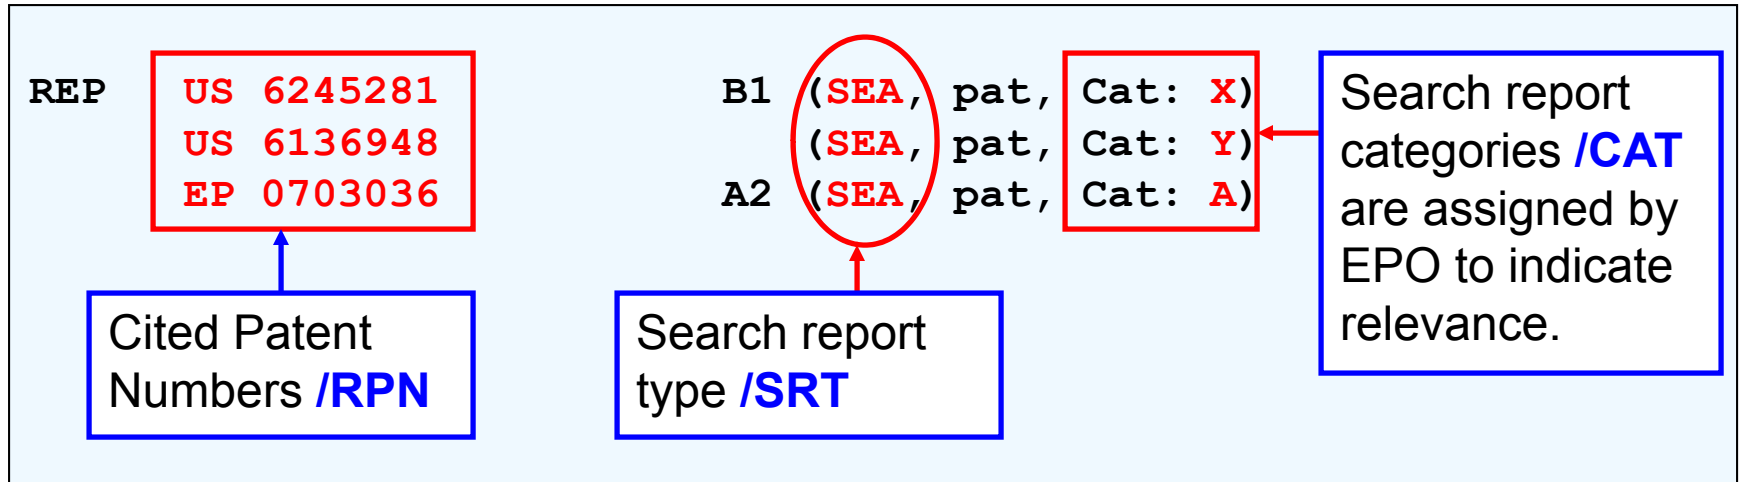 REP US 6245281 B1 (SEA, pat, Cat: X)
US 6136948 (SEA, pat, Cat: Y)
EP 0703036 A2 (SEA, pat, Cat: A)
Search report
categories /CAT
are assigned by
EPO to indicate
relevance.
Cited Patent
Numbers /RPN
Search report
type /SRT